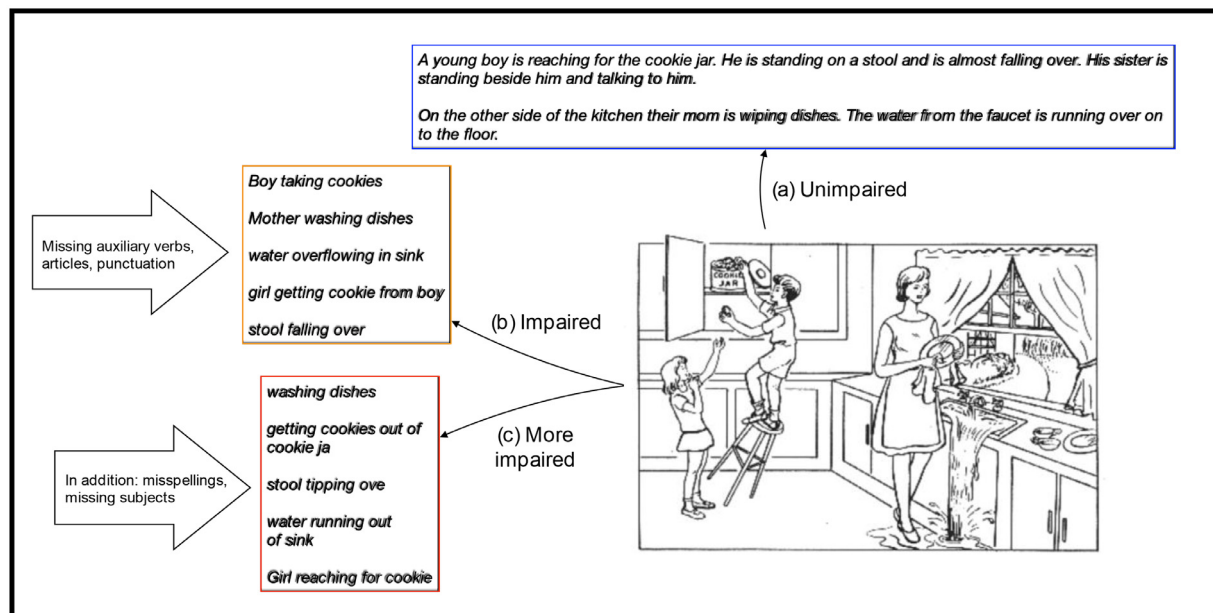 A young boy is reaching for the cookie jar. He is standing on a stool and is almost falling over. His sister is
standing beside him and talking to him.
On the other side of the kitchen their mom is wiping dishes. The water from the faucet is running over on
to the floor.
(a) Unimpaired
Missing auxiliary verbs,
articles, punctuation
Boy taking cookies
Mother washing dishes
water overflowing in sink
girl getting cookie from boy
stool falling over
(b) Impaired
COOKIE
JAR
In addition: misspellings,
missing subjects
washing dishes
getting cookies out of
cookie ja
stool tipping ove
water running out
of sink
Girl reaching for cookie
(c) More
impaired